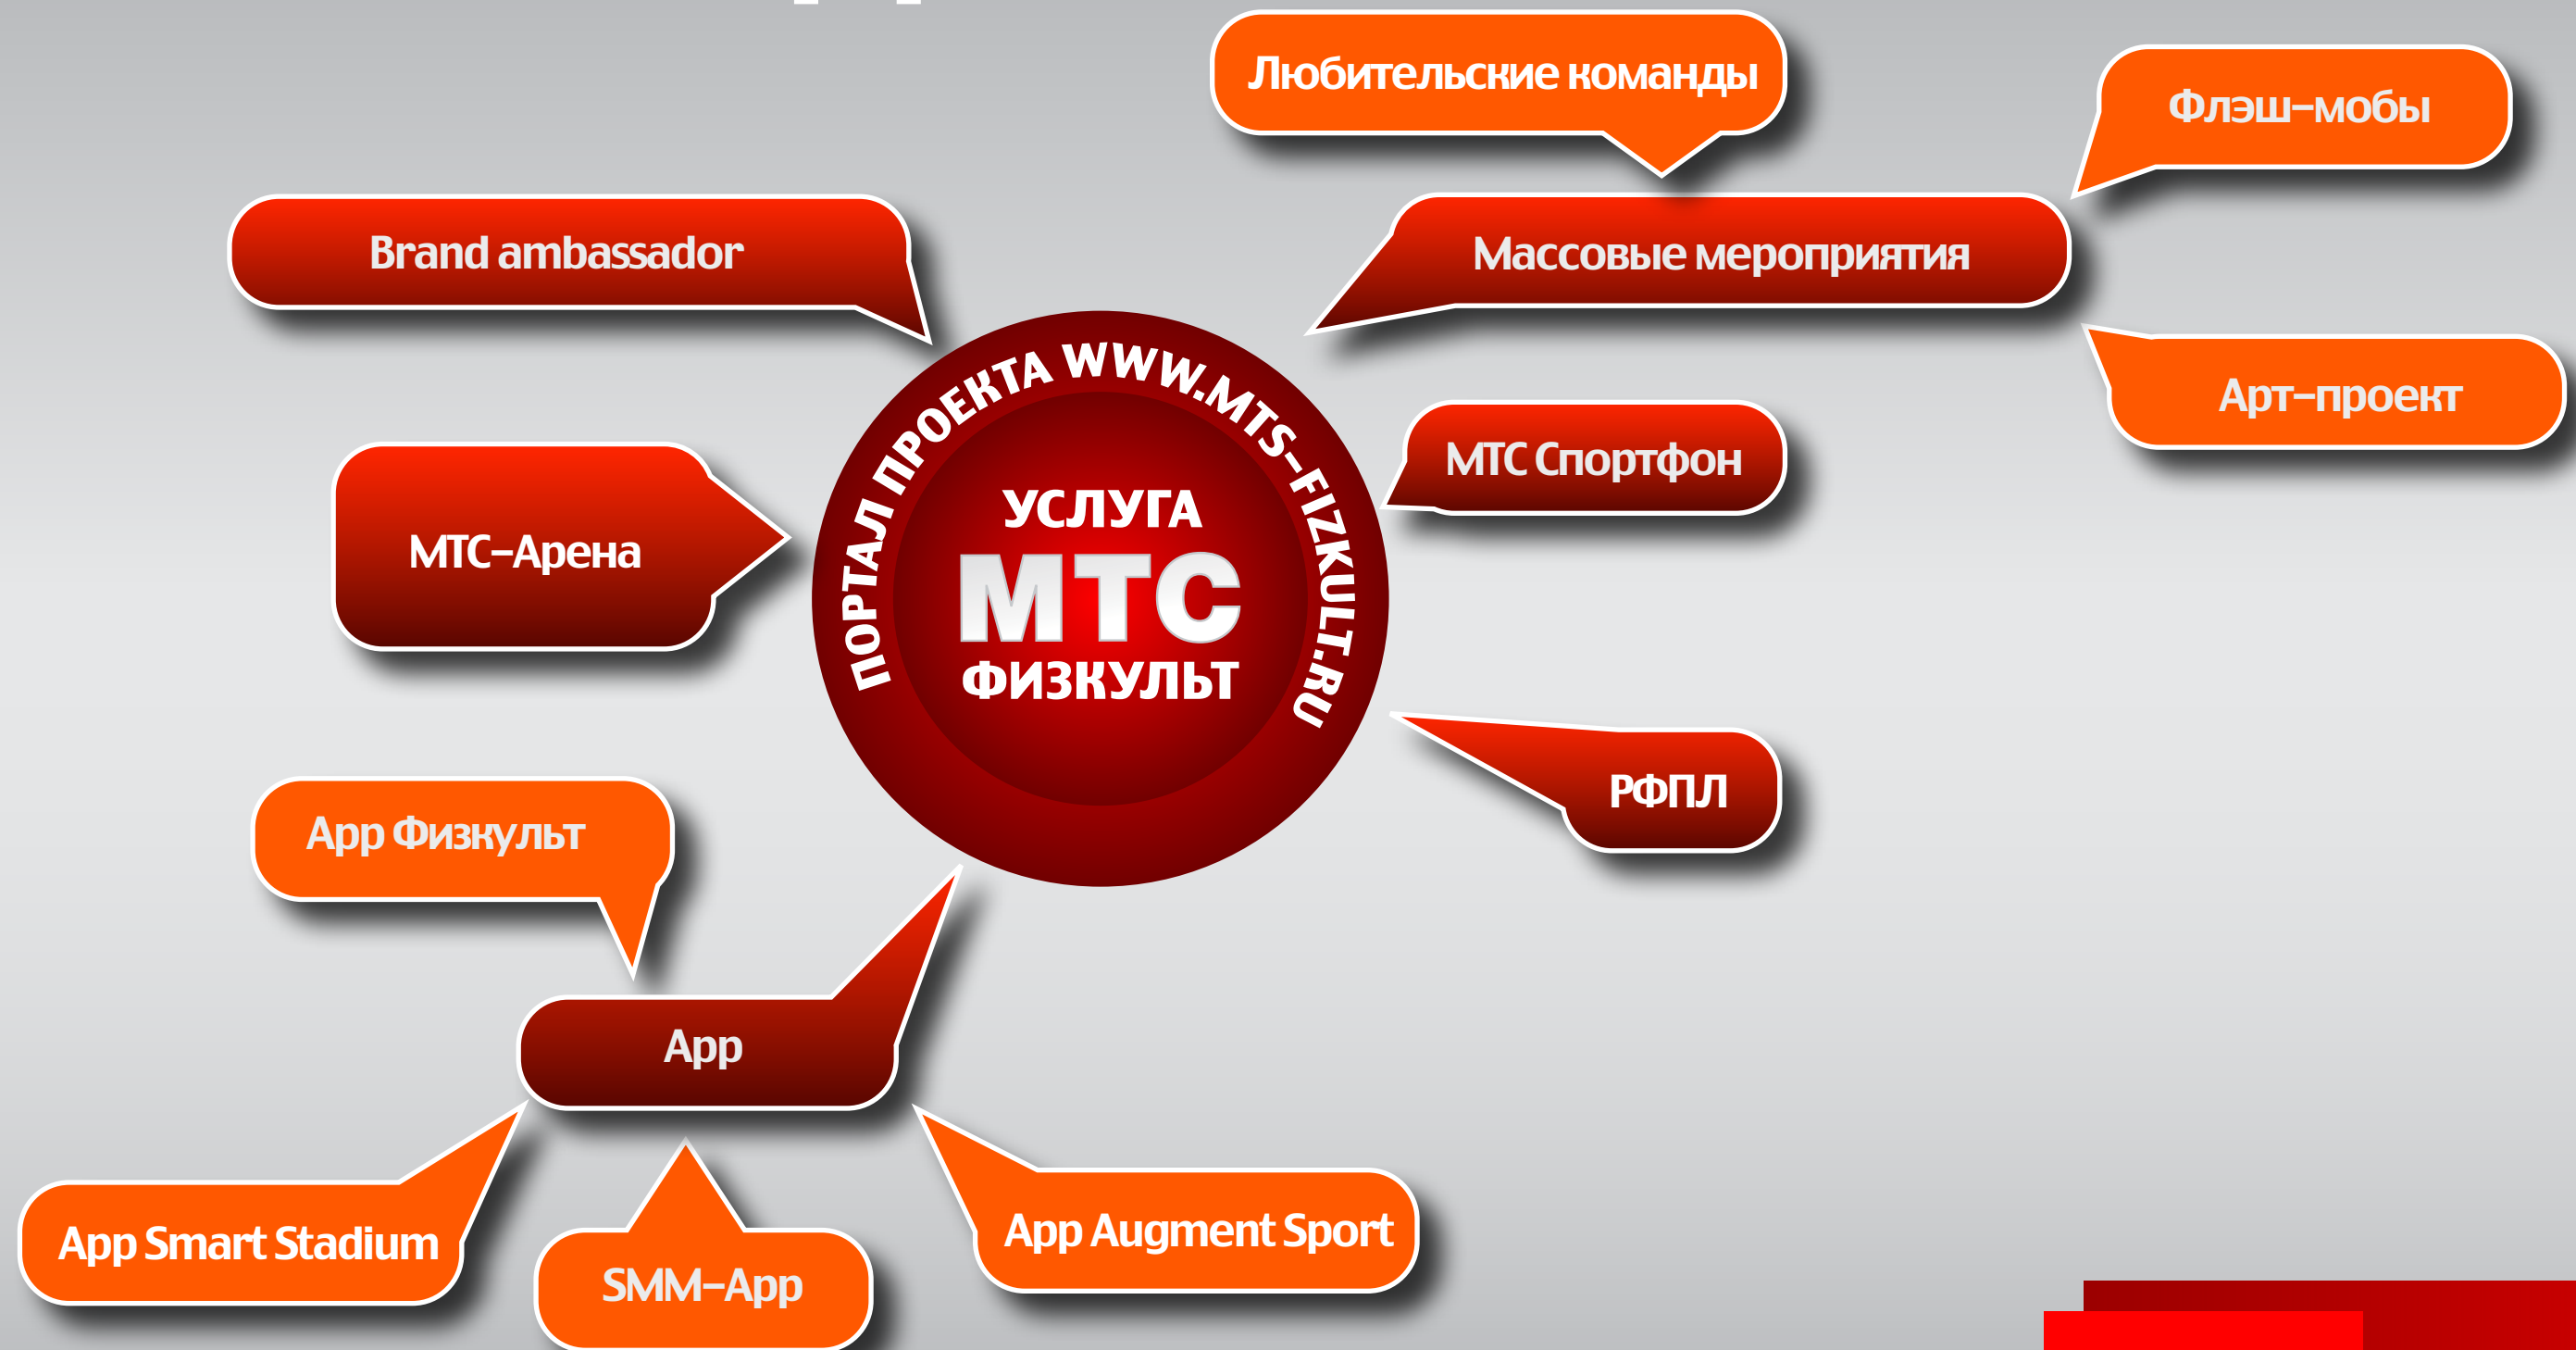 Любительские команды
Флэш-мобы
Brand ambassador
Массовые мероприятия
Арт-проект
МТС Спортфон
МТС-Арена
ПОРТАЛ ПРОЕКТА WWW.MTS-FIZKULT.RU
УСЛУГА
МТС
ФИЗКУЛЬТ
РФПЛ
App Физкульт
App
App Smart Stadium
SMM-App
App Augment Sport